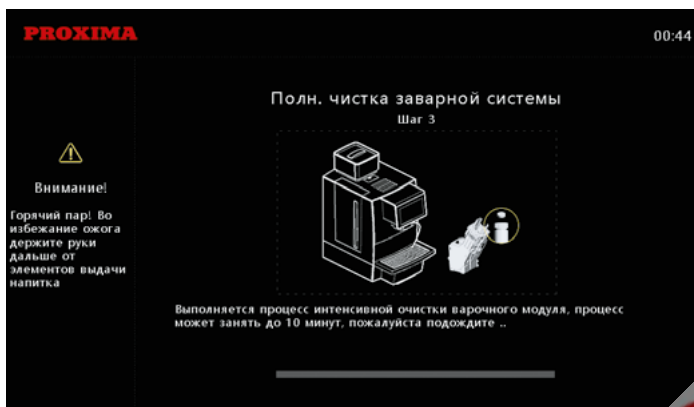 PROXIMA
00:44
Полн. чистка заварной системы
Шаг 3
Внимание!
Горячий пар! Во
избежание ожога
держите руки
дальше от
элементов выдачи
напитка
Выполняется процесс интенсивной очистки варочного модуля, процесс
может занять до 10 минут, пожалуйста подождите ..